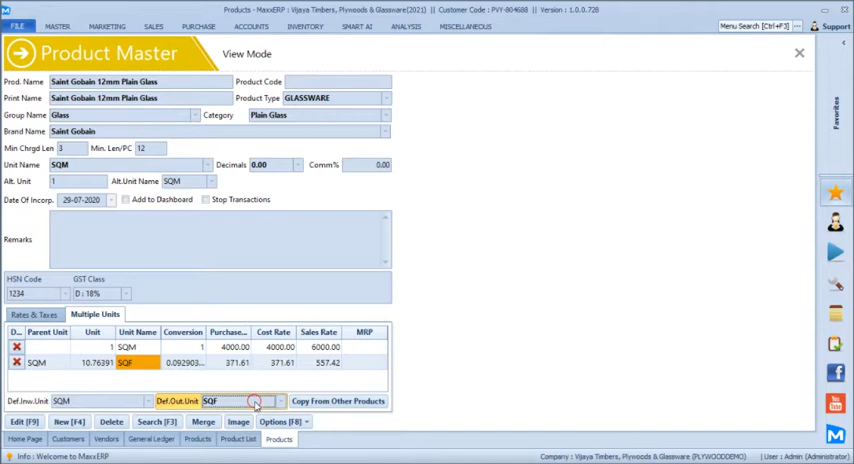 Products - MaxxERP : Vijaya Timbers, Plywoods & Glassware(2021) || Customer Code : PVY-804688 || Version : 1.0.0.728
FILE MASTER MARKETING SALES PURCHASE ACCOUNTS INVENTORY SMART AI ANALYSIS MISCELLANEOUS Menu Search [Ctrl+F3] ... Support
Product Master View Mode
Prod. Name Saint Gobain 12mm Plain Glass Product Code
Print Name Saint Gobain 12mm Plain Glass Product Type GLASSWARE
Group Name Glass Category Plain Glass
Brand Name Saint Gobain
Min Chrgd Len 3 Min. Len/PC 12
Unit Name SQM Decimals 0.00 Comm% 0.00
Alt. Unit 1 Alt.Unit Name SQM
Date Of Incorp. 29-07-2020 Add to Dashboard Stop Transactions
Remarks
HSN Code GST Class
1234 D : 18%
Rates & Taxes Multiple Units
D... Parent Unit Unit Unit Name Conversion Purchase... Cost Rate Sales Rate MRP
1 SQM 1 4000.00 4000.00 6000.00
SQM 10.76391 SQF 0.092903... 371.61 371.61 557.42
Def.Inw.Unit SQM Def.Out.Unit SQF Copy From Other Products
Edit [F9] New [F4] Delete Search [F3] Merge Image Options [F8]
Home Page Customers Vendors General Ledger Products Product List Products
Info : Welcome to MaxxERP Company : Vijaya Timbers, Plywoods & Glassware (PLYWOODDEMO) User : Admin (Administrator)
Favorites
You
Tube